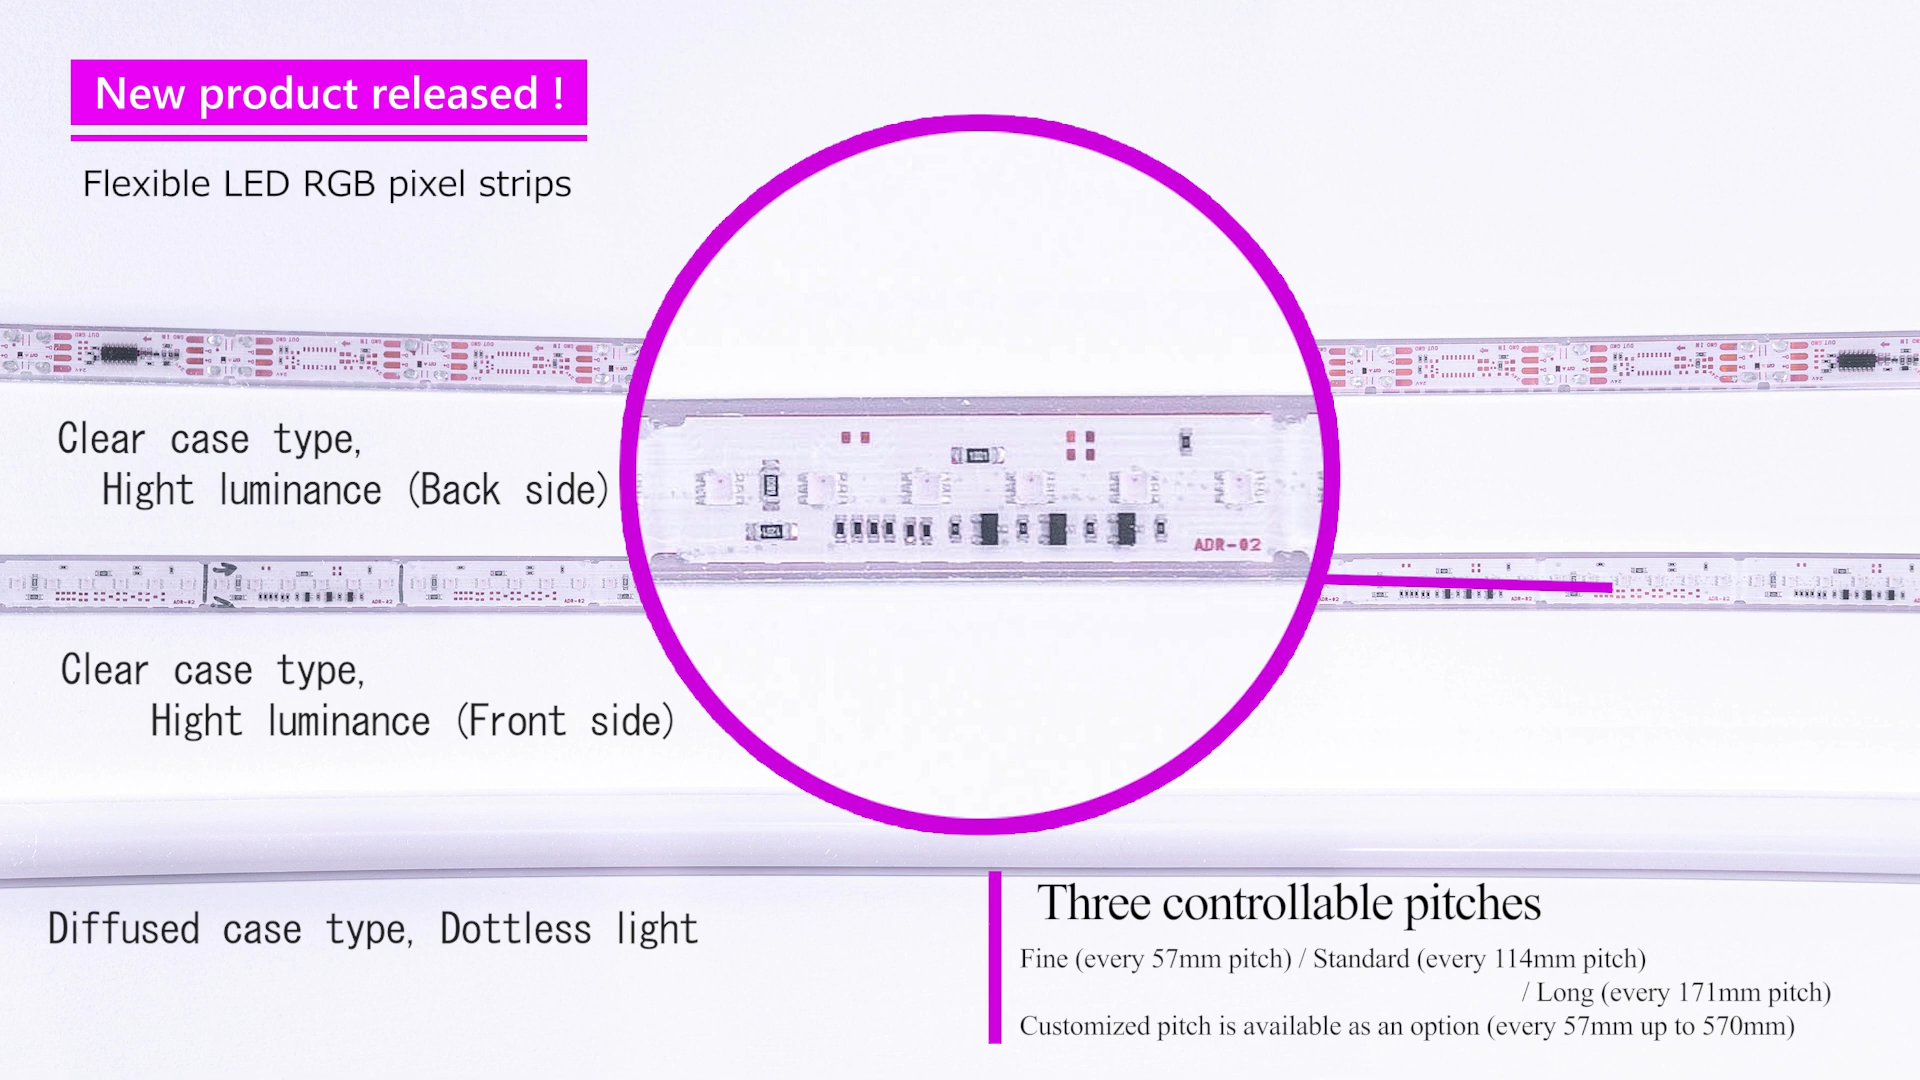 New product released !
Flexible LED RGB pixel strips
Clear case type,
Hight luminance (Back side)
ADR-02
Clear case type,
Hight luminance (Front side)
Diffused case type, Dottless light
Three controllable pitches
Fine (every 57mm pitch) / Standard (every 114mm pitch)
/ Long (every 171mm pitch)
Customized pitch is available as an option (every 57mm up to 570mm)